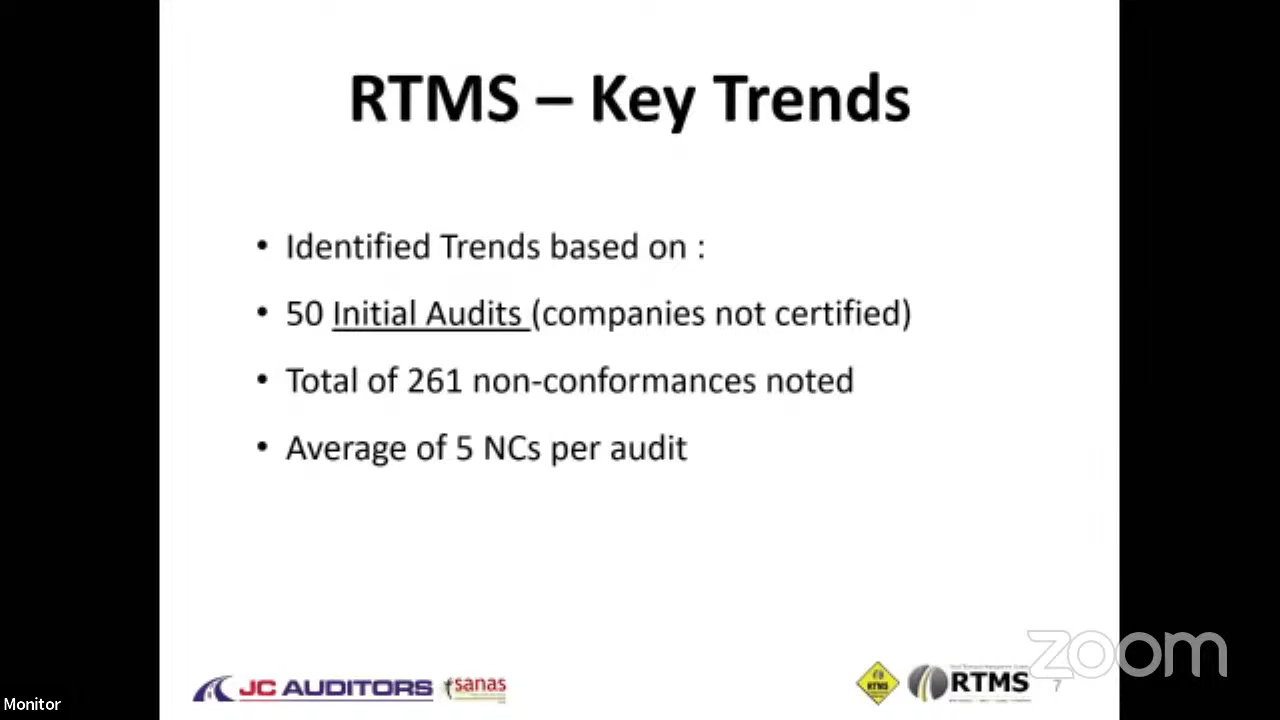 RTMS – Key Trends
• Identified Trends based on :
• 50 Initial Audits (companies not certified)
• Total of 261 non-conformances noted
• Average of 5 NCs per audit
zoom
JC AUDITORS
sanas
RTMS
RTMS
7
Monitor